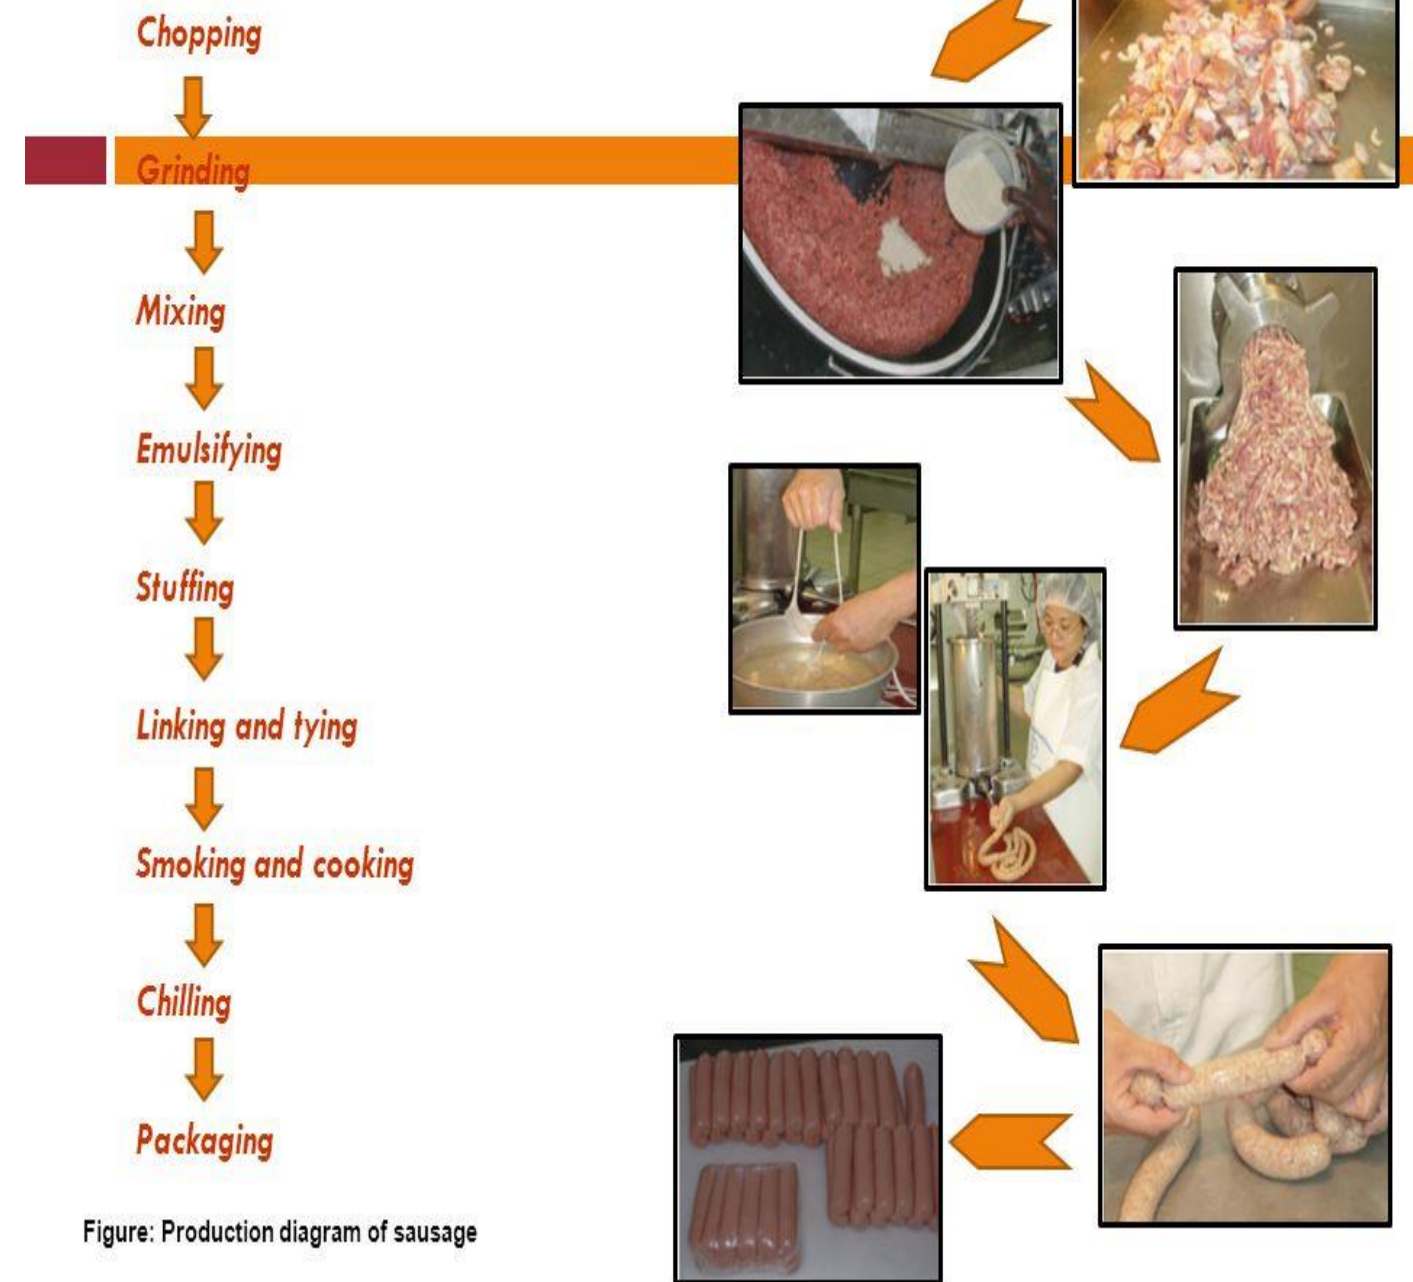 Chopping
Grinding
Mixing
Emulsifying
Stuffing
Linking and tying
Smoking and cooking
Chilling
Packaging
Figure: Production diagram of sausage